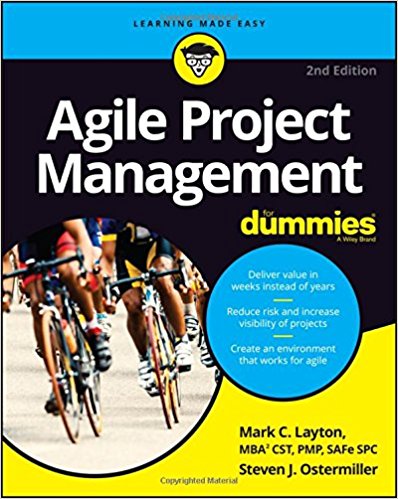 LEARNING MADE EASY
2nd Edition
Agile Project
Management
for
dummies®
A Wiley Brand
Deliver value in
weeks instead of years
Reduce risk and increase
visibility of projects
Create an environment
that works for agile
Mark C. Layton,
MBA² CST, PMP, SAFe SPC
Steven J. Ostermiller
Copyrighted Material